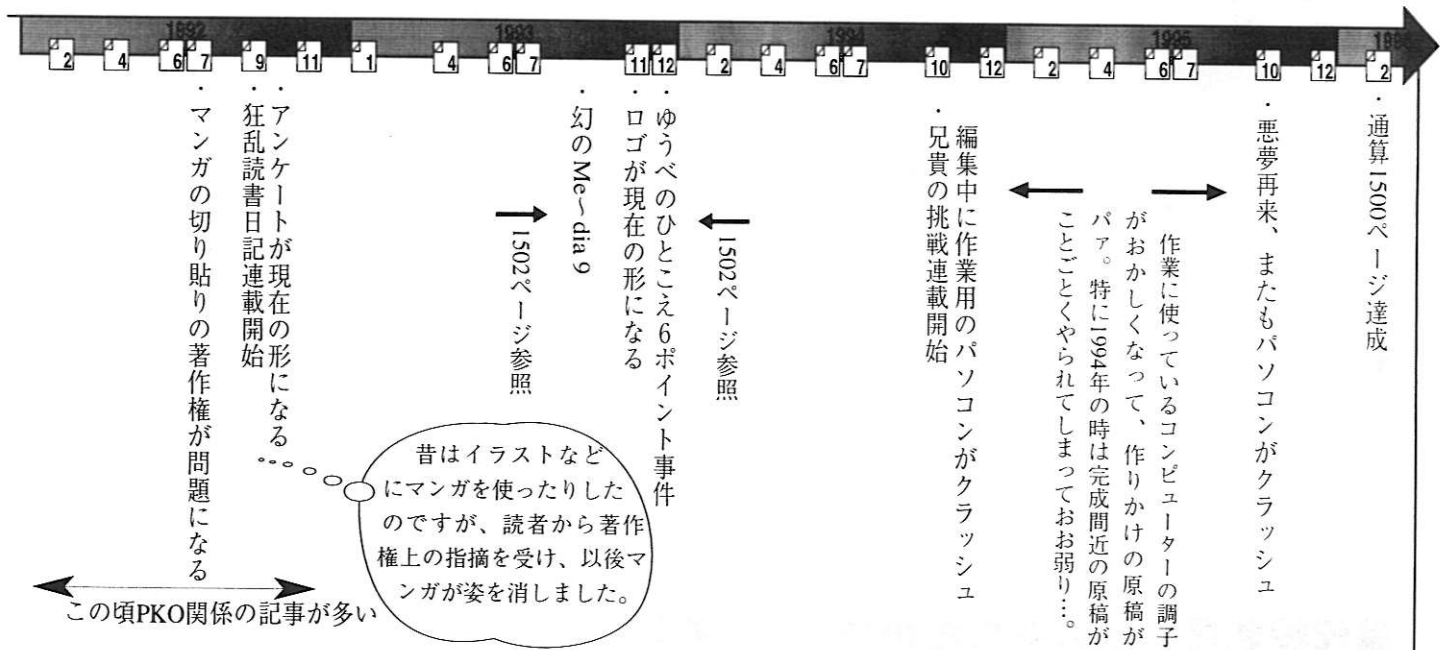 1992
1993
1994
1995
1996
2
4
6
7
9
11
1
4
6
7
11
12
2
4
6
7
10
12
2
4
6
7
10
12
2
・通算1500ページ達成
・悪夢再来、またもパソコンがクラッシュ
作業に使っているコンピューターの調子
がおかしくなって、作りかけの原稿が
パァ。特に1994年の時は完成間近の原稿が
ことごとくやられてしまっておお弱り…。
編集中に作業用のパソコンがクラッシュ
・兄貴の挑戦連載開始
1502ページ参照
・ゆうべのひとこえ6ポイント事件
・ロゴが現在の形になる
・幻のMe～dia 9
1502ページ参照
・アンケートが現在の形になる
・狂乱読書日記連載開始
・マンガの切り貼りの著作権が問題になる
昔はイラストなど
にマンガを使ったりした
のですが、読者から著作
権上の指摘を受け、以後マ
ンガが姿を消しました。
この頃PKO関係の記事が多い